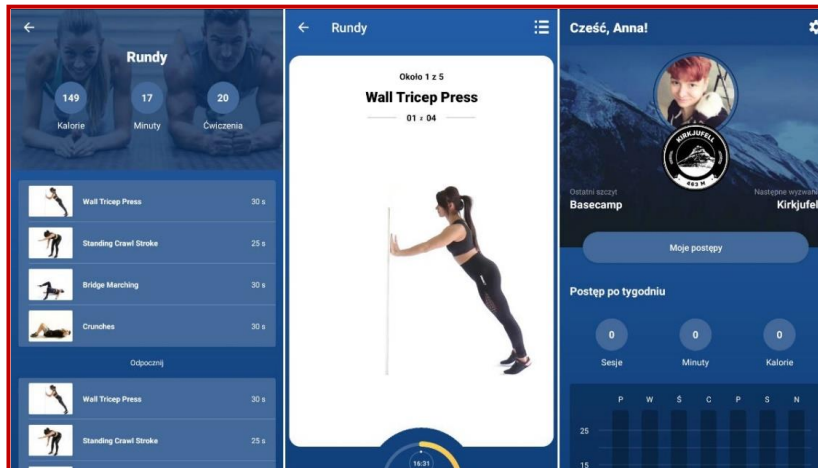 Rundy
149
17
20
Kalorie
Minuty
Ćwiczenia
Wall Tricep Press
30 s
Standing Crawl Stroke
25 s
Bridge Marching
30 s
Crunches
30 s
Odpocznij
Wall Tricep Press
30 s
Standing Crawl Stroke
25 s
Rundy
Około 1 z 5
Wall Tricep Press
01 z 04
16:31
Cześć, Anna!
KIRKJUFELL
463 M
Ostatni szczyt
Następne wyzwani
Basecamp
Kirkjufel
Moje postępy
Postęp po tygodniu
0
0
0
Sesje
Minuty
Kalorie
P W Ś C P S N
25
15